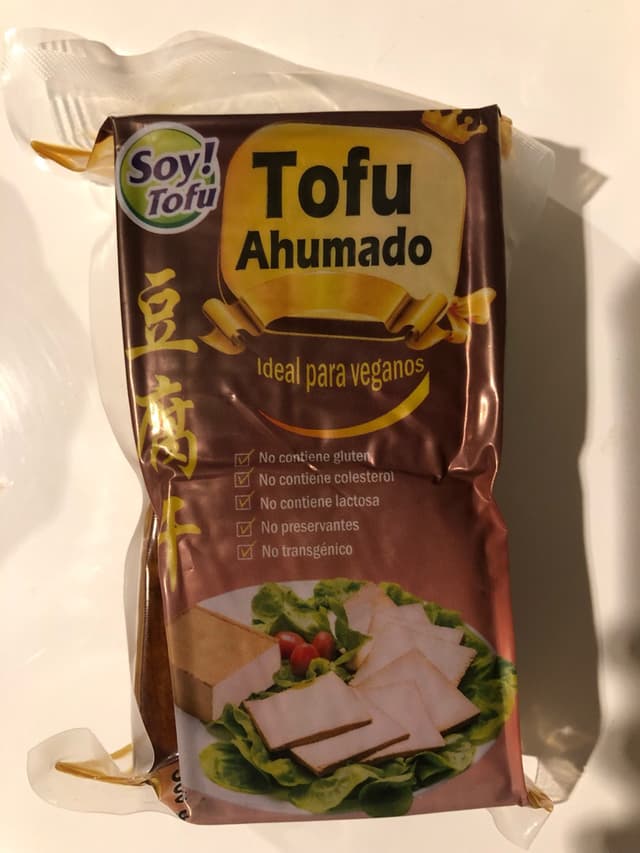 Soy!
Tofu
Tofu
Ahumado
Ideal para veganos
豆腐干
No contiene gluten
No contiene colesterol
No contiene lactosa
No preservantes
No transgénico